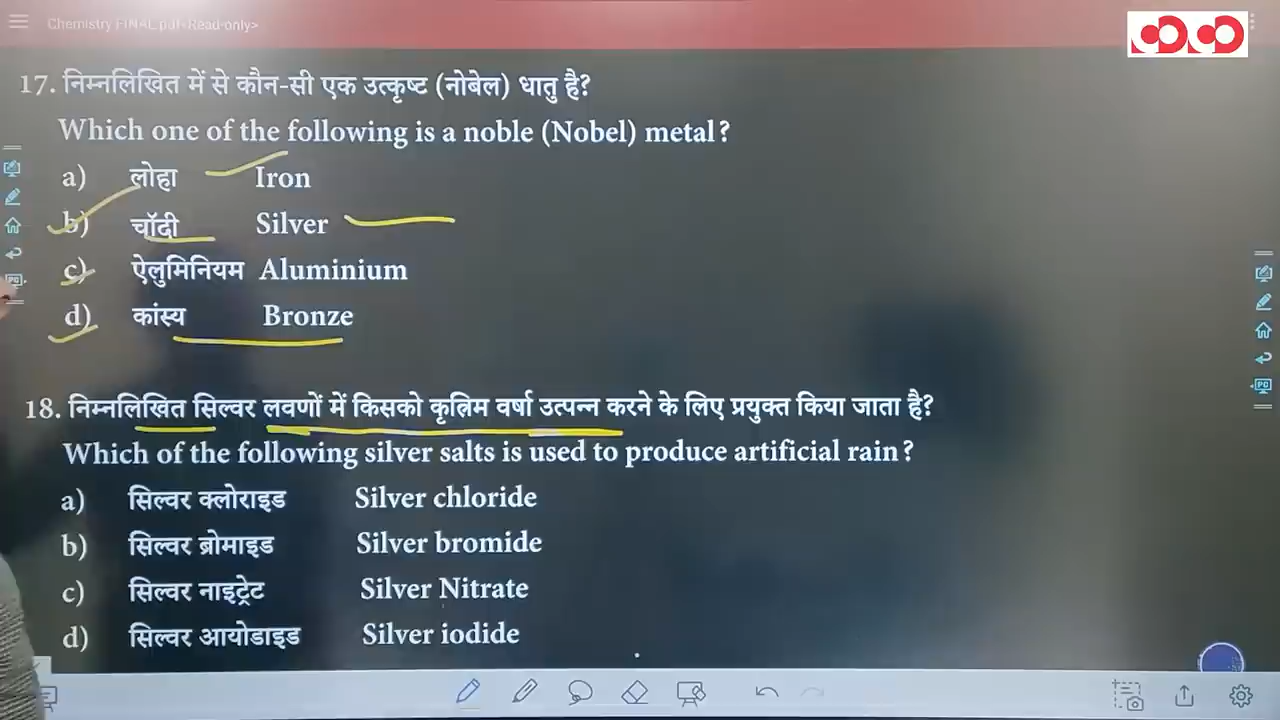 Chemistry FINAL.pdf <Read-only>
17. निम्नलिखित में से कौन-सी एक उत्कृष्ट (नोबेल) धातु है?
Which one of the following is a noble (Nobel) metal?
a) लोहा Iron
b) चॉदी Silver
c) ऐलुमिनियम Aluminium
d) कांस्य Bronze
18. निम्नलिखित सिल्वर लवणों में किसको कृत्रिम वर्षा उत्पन्न करने के लिए प्रयुक्त किया जाता है?
Which of the following silver salts is used to produce artificial rain?
a) सिल्वर क्लोराइड Silver chloride
b) सिल्वर ब्रोमाइड Silver bromide
c) सिल्वर नाइट्रेट Silver Nitrate
d) सिल्वर आयोडाइड Silver iodide